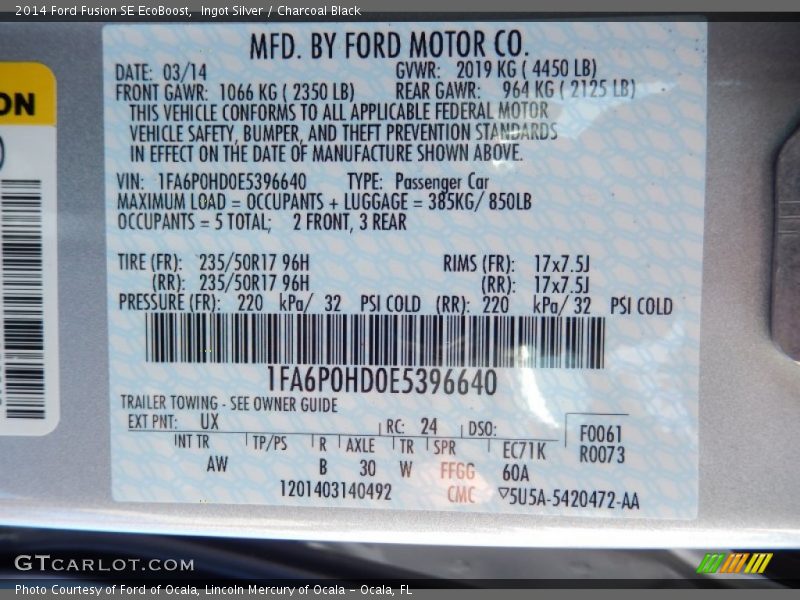 2014 Ford Fusion SE EcoBoost, Ingot Silver / Charcoal Black
ON
MFD. BY FORD MOTOR CO.
DATE: 03/14 GVWR: 2019 KG ( 4450 LB)
FRONT GAWR: 1066 KG ( 2350 LB) REAR GAWR: 964 KG ( 2125 LB)
THIS VEHICLE CONFORMS TO ALL APPLICABLE FEDERAL MOTOR
VEHICLE SAFETY, BUMPER, AND THEFT PREVENTION STANDARDS
IN EFFECT ON THE DATE OF MANUFACTURE SHOWN ABOVE.
VIN: 1FA6P0HD0E5396640 TYPE: Passenger Car
MAXIMUM LOAD = OCCUPANTS + LUGGAGE = 385KG/ 850LB
OCCUPANTS = 5 TOTAL; 2 FRONT, 3 REAR
TIRE (FR): 235/50R17 96H RIMS (FR): 17x7.5J
(RR): 235/50R17 96H (RR): 17x7.5J
PRESSURE (FR): 220 kPa/ 32 PSI COLD (RR): 220 kPa/ 32 PSI COLD
1FA6P0HD0E5396640
TRAILER TOWING - SEE OWNER GUIDE
EXT PNT: UX RC: 24 DSO: F0061
INT TR TP/PS R AXLE TR SPR EC71K R0073
AW B 30 W FFGG 60A
1201403140492 CMC ▽5U5A-5420472-AA
GTCARLOT.COM
Photo Courtesy of Ford of Ocala, Lincoln Mercury of Ocala – Ocala, FL